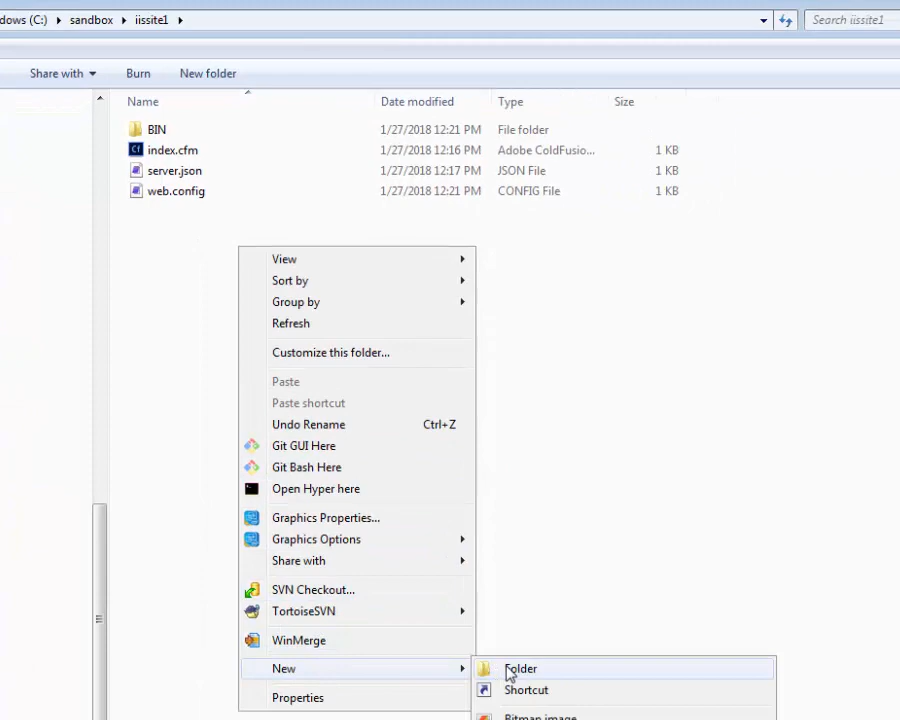 dows (C:) sandbox iissite1 Search iissite1
Share with Burn New folder
Name Date modified Type Size
BIN 1/27/2018 12:21 PM File folder
index.cfm 1/27/2018 12:16 PM Adobe ColdFusio... 1 KB
server.json 1/27/2018 12:17 PM JSON File 1 KB
web.config 1/27/2018 12:21 PM CONFIG File 1 KB
View
Sort by
Group by
Refresh
Customize this folder...
Paste
Paste shortcut
Undo Rename Ctrl+Z
Git GUI Here
Git Bash Here
Open Hyper here
Graphics Properties...
Graphics Options
Share with
SVN Checkout...
TortoiseSVN
WinMerge
New Folder
Shortcut
Properties
Bitmap image